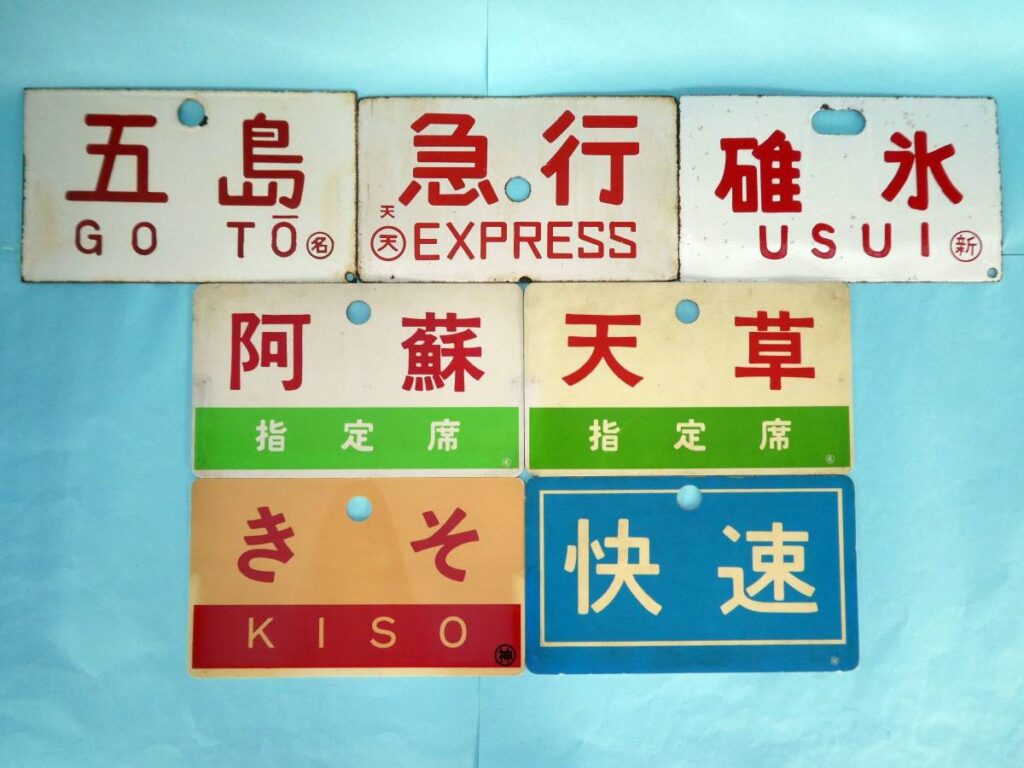 五島
GO TŌ 名
急行
天
天 EXPRESS
碓氷
USUI 新
阿蘇
指定席
天草
指定席
きそ
KISO
快速